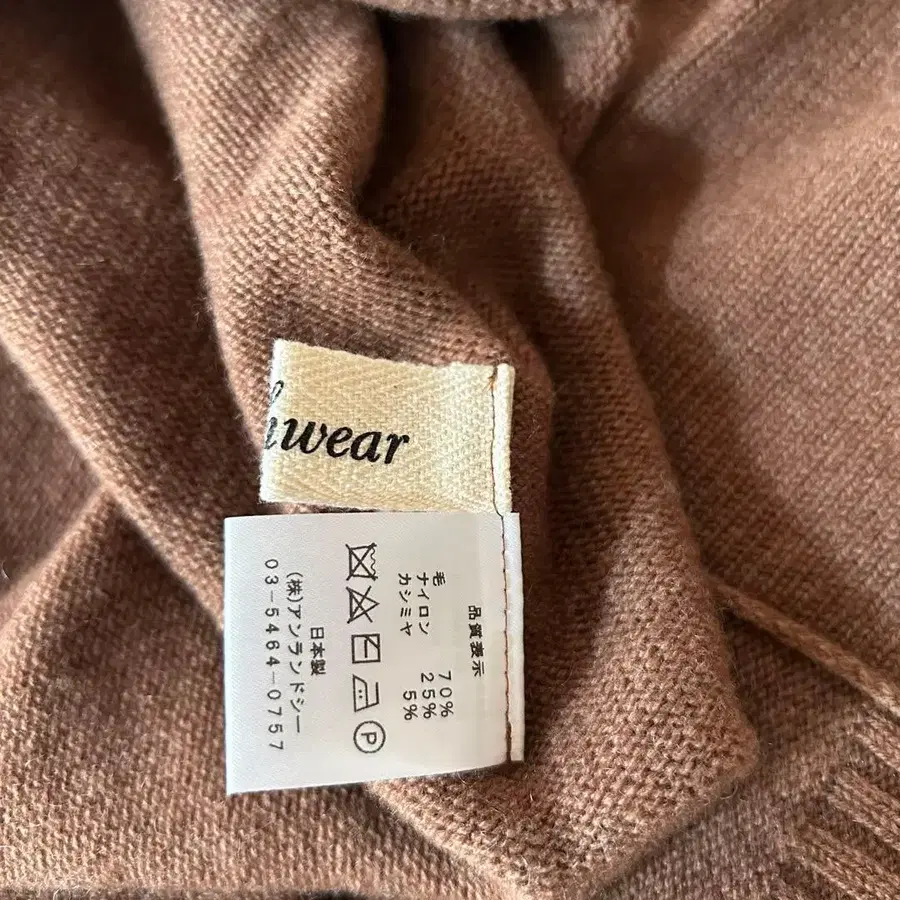 wear
品質表示
毛 70%
ナイロン 25%
カシミヤ 5%
P
日本製
(株)アンランドシー
03-5464-0757